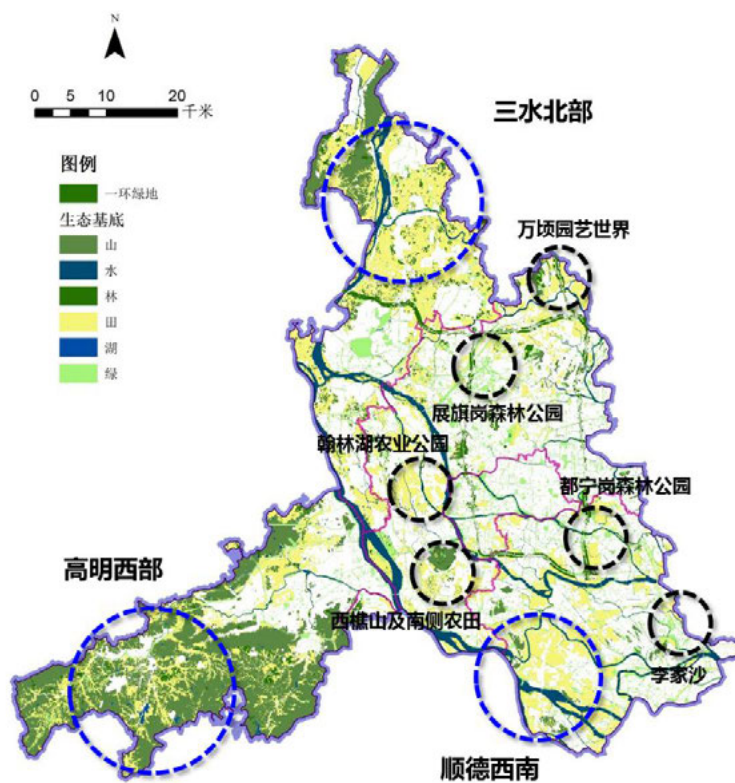 N
0 5 10 20
千米
三水北部
图例
一环绿地
生态基底
山
水
林
田
湖
绿
万顷园艺世界
展旗岗森林公园
翰林湖农业公园
都宁岗森林公园
高明西部
西樵山及南侧农田
李家沙
顺德西南